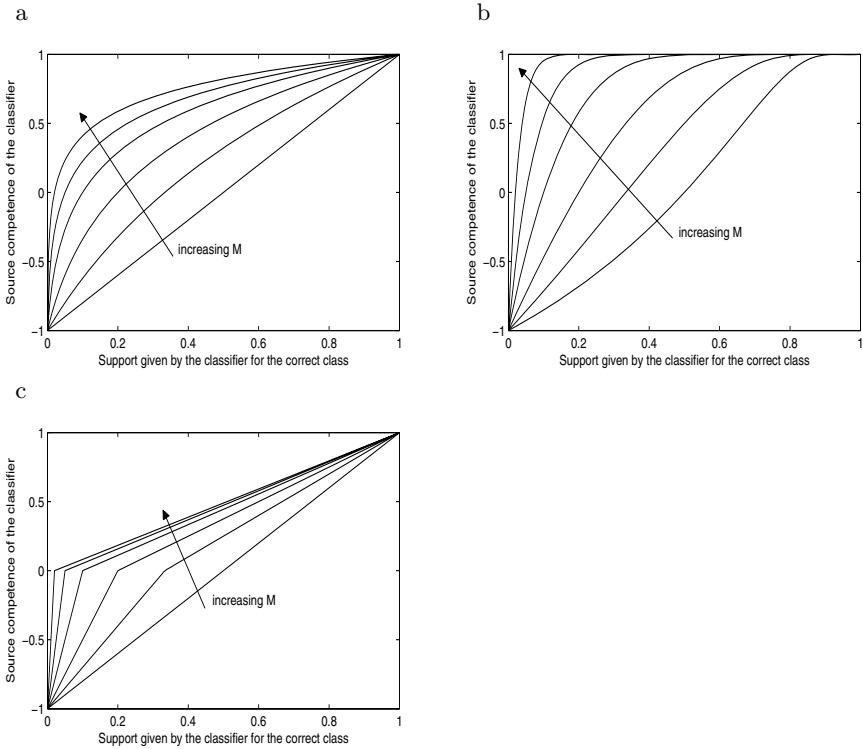 a
1
0.5
0
−0.5
−1
0
0.2
0.4
0.6
0.8
1
Source competence of the classifier
Support given by the classifier for the correct class
increasing M
b
1
0.5
0
−0.5
−1
0
0.2
0.4
0.6
0.8
1
Source competence of the classifier
Support given by the classifier for the correct class
increasing M
c
1
0.5
0
−0.5
−1
0
0.2
0.4
0.6
0.8
1
Source competence of the classifier
Support given by the classifier for the correct class
increasing M